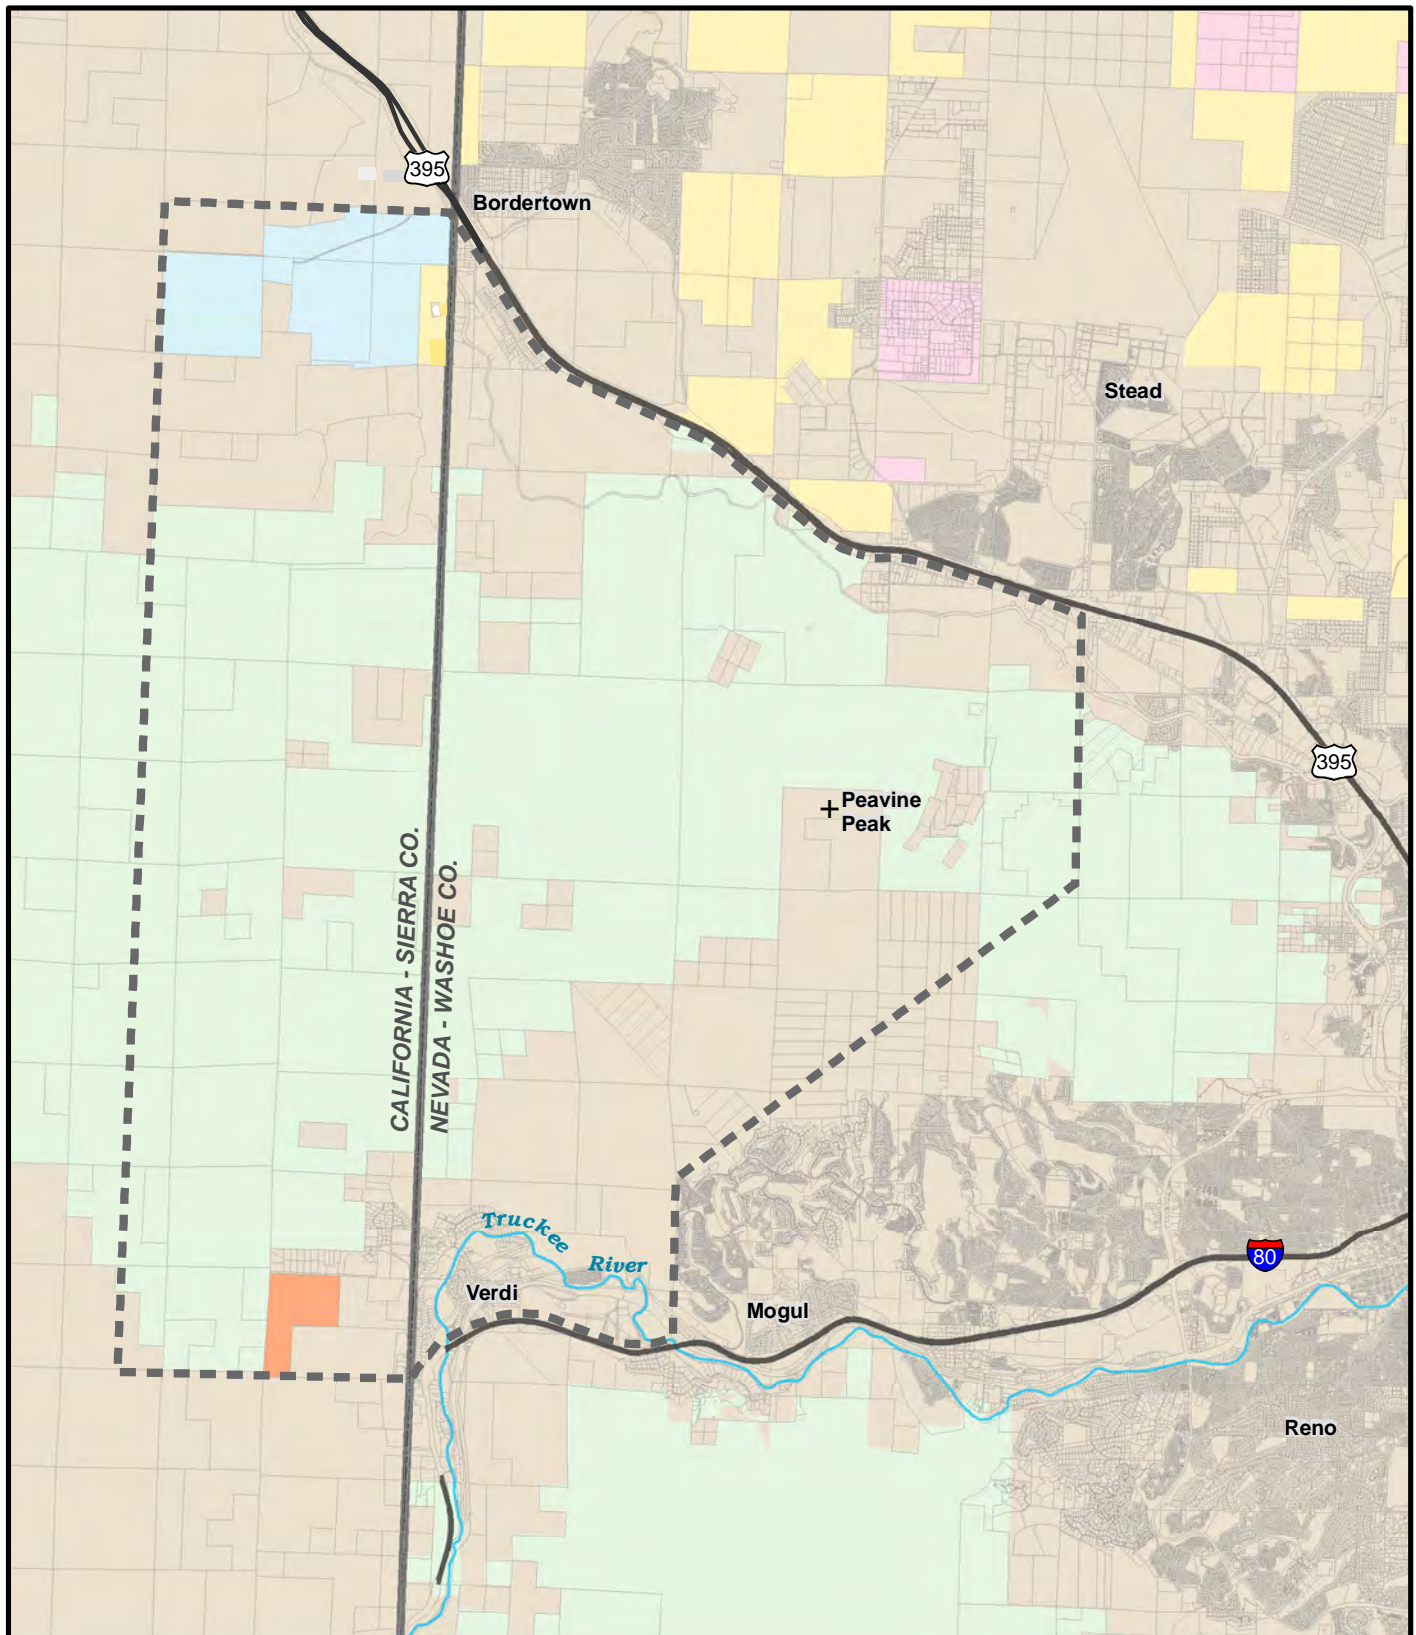 395
Bordertown
Stead
395
Peavine
Peak
CALIFORNIA - SIERRA CO.
NEVADA - WASHOE CO.
Truckee
River
80
Verdi
Mogul
Reno